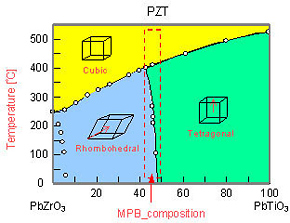 PZT
Temperature [℃]
500
400
300
200
100
0
Cubic
Rhombohedral
Tetragonal
20
40
60
80
100
PbZrO3
PbTiO3
MPB_composition